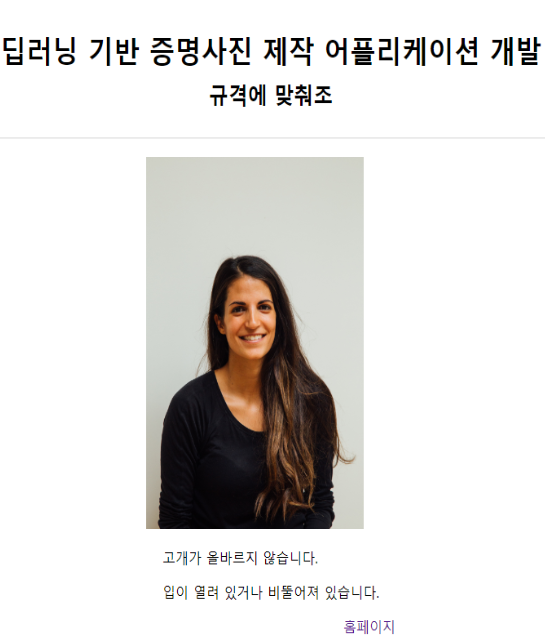 딥러닝 기반 증명사진 제작 어플리케이션 개발
규격에 맞춰조
고개가 올바르지 않습니다.
입이 열려 있거나 비뚤어져 있습니다.
홈페이지